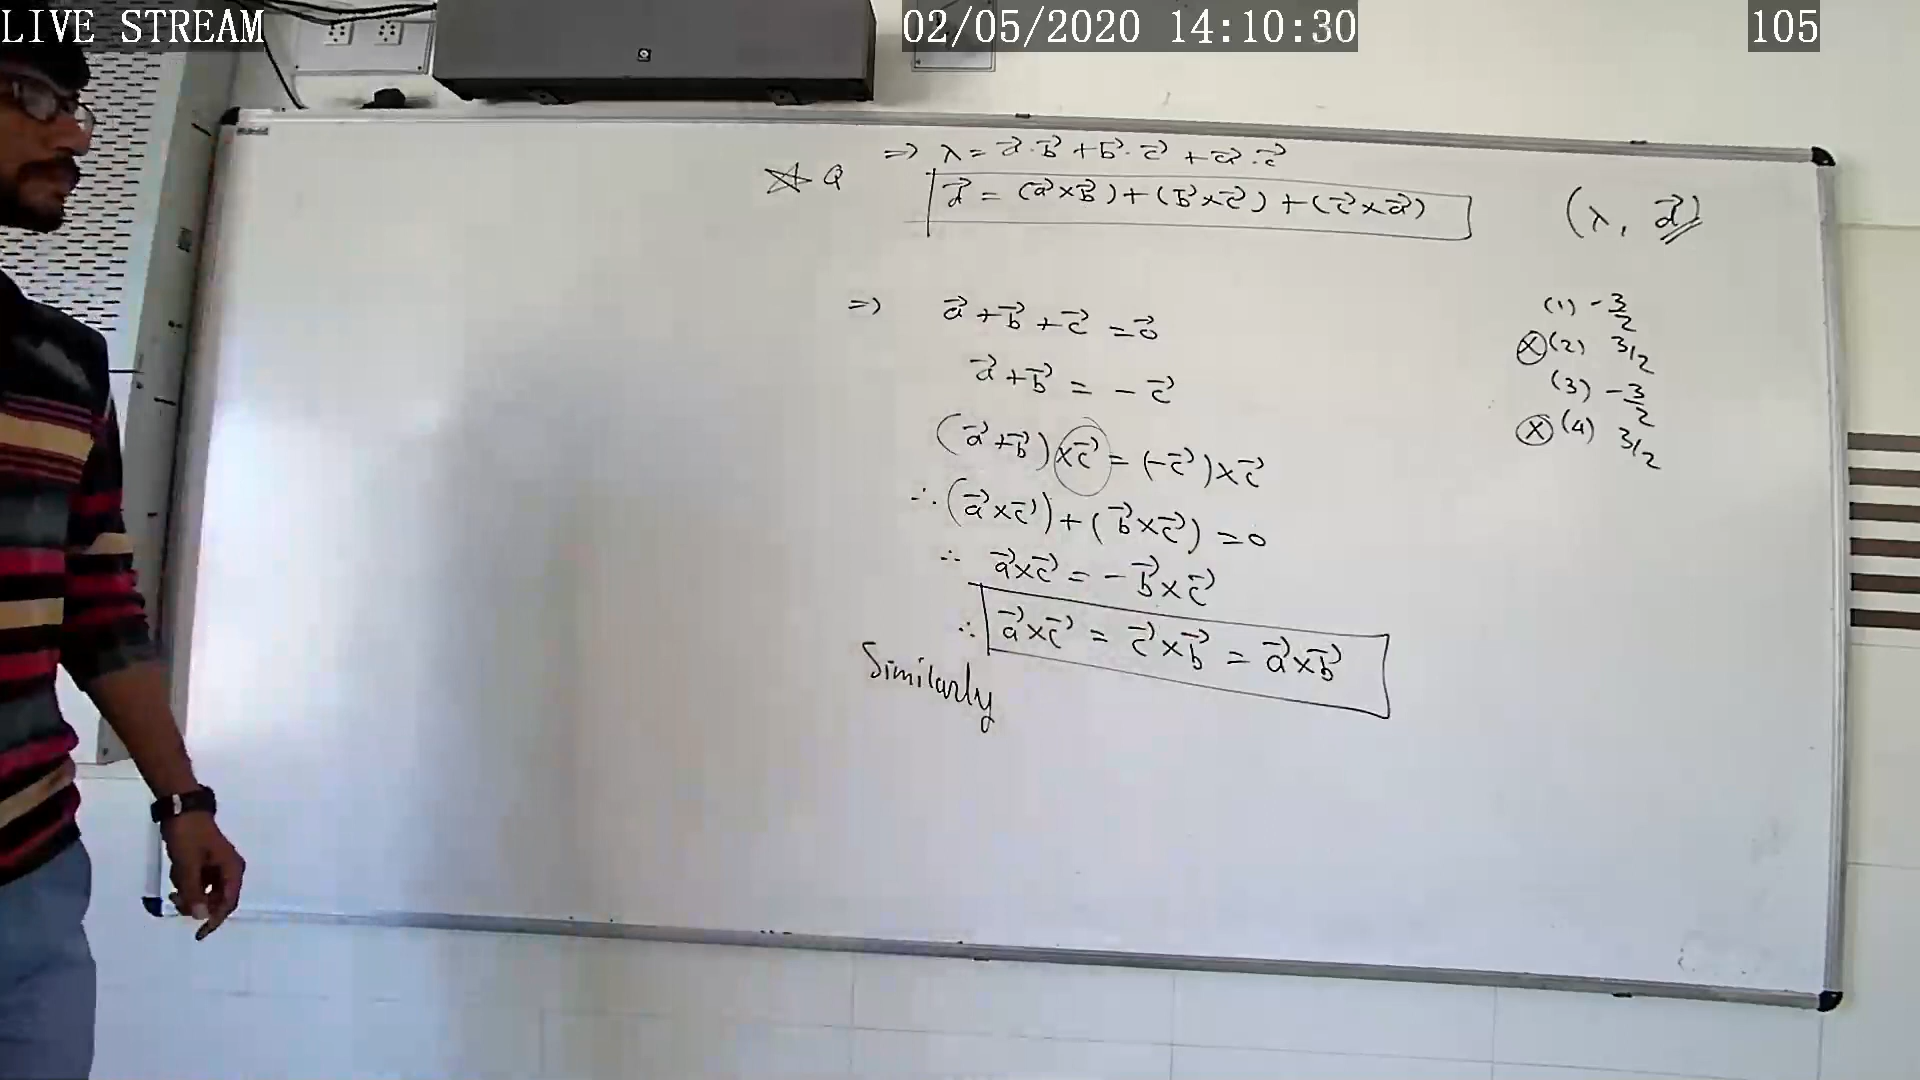 LIVE STREAM 02/05/2020 14:10:30 105
⇒ λ = a⃗·b⃗ + b⃗·c⃗ + a⃗·c⃗
☆ Q d⃗ = (a⃗×b⃗) + (b⃗×c⃗) + (c⃗×a⃗) (λ, d⃗)
⇒ a⃗ + b⃗ + c⃗ = 0⃗
a⃗ + b⃗ = - c⃗
(a⃗ + b⃗) × c⃗ = (-c⃗) × c⃗
∴ (a⃗×c⃗) + (b⃗×c⃗) = 0
∴ a⃗×c⃗ = - b⃗×c⃗
∴ a⃗×c⃗ = c⃗×b⃗ = a⃗×b⃗
Similarly
(1) -3/2
ⓧ (2) 3/2
(3) -3/2
ⓧ (4) 3/2